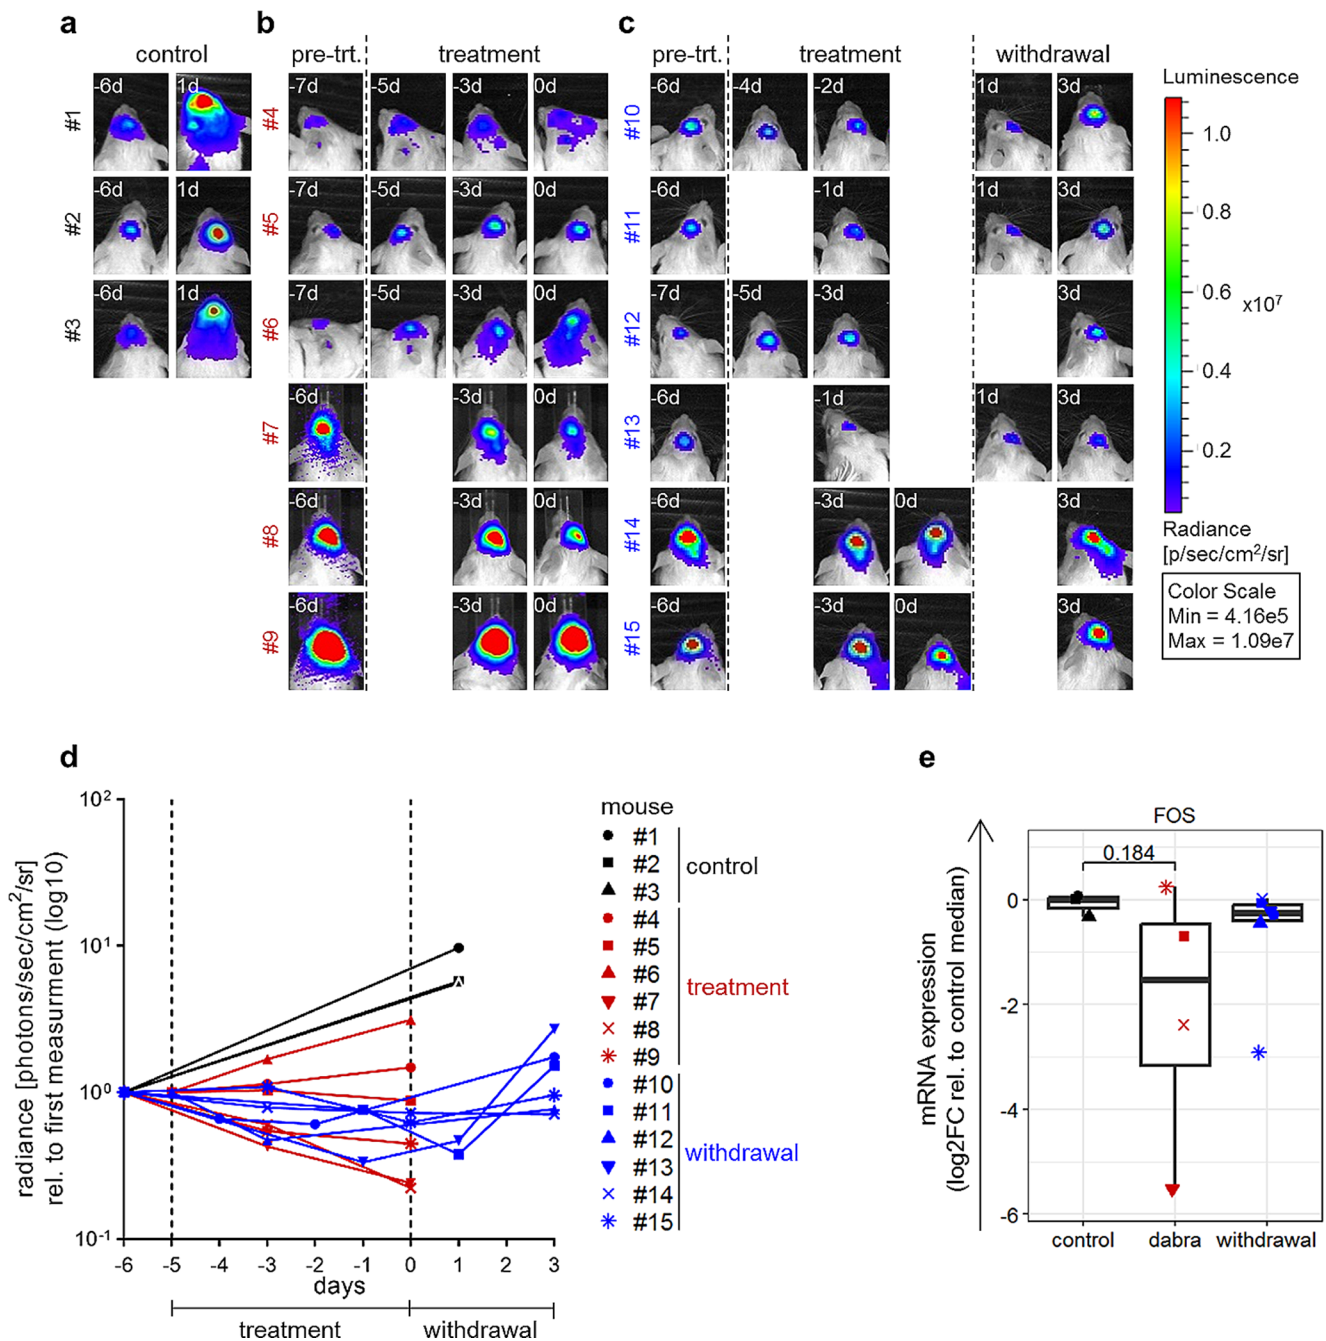 a
b
c
control
pre-trt.
treatment
pre-trt.
treatment
withdrawal
#1
-6d
1d
#4
-7d
-5d
-3d
0d
#10
-6d
-4d
-2d
1d
3d
#2
-6d
1d
#5
-7d
-5d
-3d
0d
#11
-6d
-1d
1d
3d
#3
-6d
1d
#6
-7d
-5d
-3d
0d
#12
-7d
-5d
-3d
3d
#7
-6d
-3d
0d
#13
-6d
-1d
1d
3d
#8
-6d
-3d
0d
#14
-6d
-3d
0d
3d
#9
-6d
-3d
0d
#15
-6d
-3d
0d
3d
Luminescence
1.0
0.8
0.6
x10⁷
0.4
0.2
Radiance
[p/sec/cm²/sr]
Color Scale
Min = 4.16e5
Max = 1.09e7
d
radiance [photons/sec/cm²/sr]
rel. to first measurment (log10)
10²
10¹
10⁰
10⁻¹
-6 -5 -4 -3 -2 -1 0 1 2 3
days
treatment
withdrawal
mouse
#1
#2
#3
control
#4
#5
#6
#7
#8
#9
treatment
#10
#11
#12
#13
#14
#15
withdrawal
e
FOS
mRNA expression
(log2FC rel. to control median)
0.184
0
-2
-4
-6
control dabra withdrawal